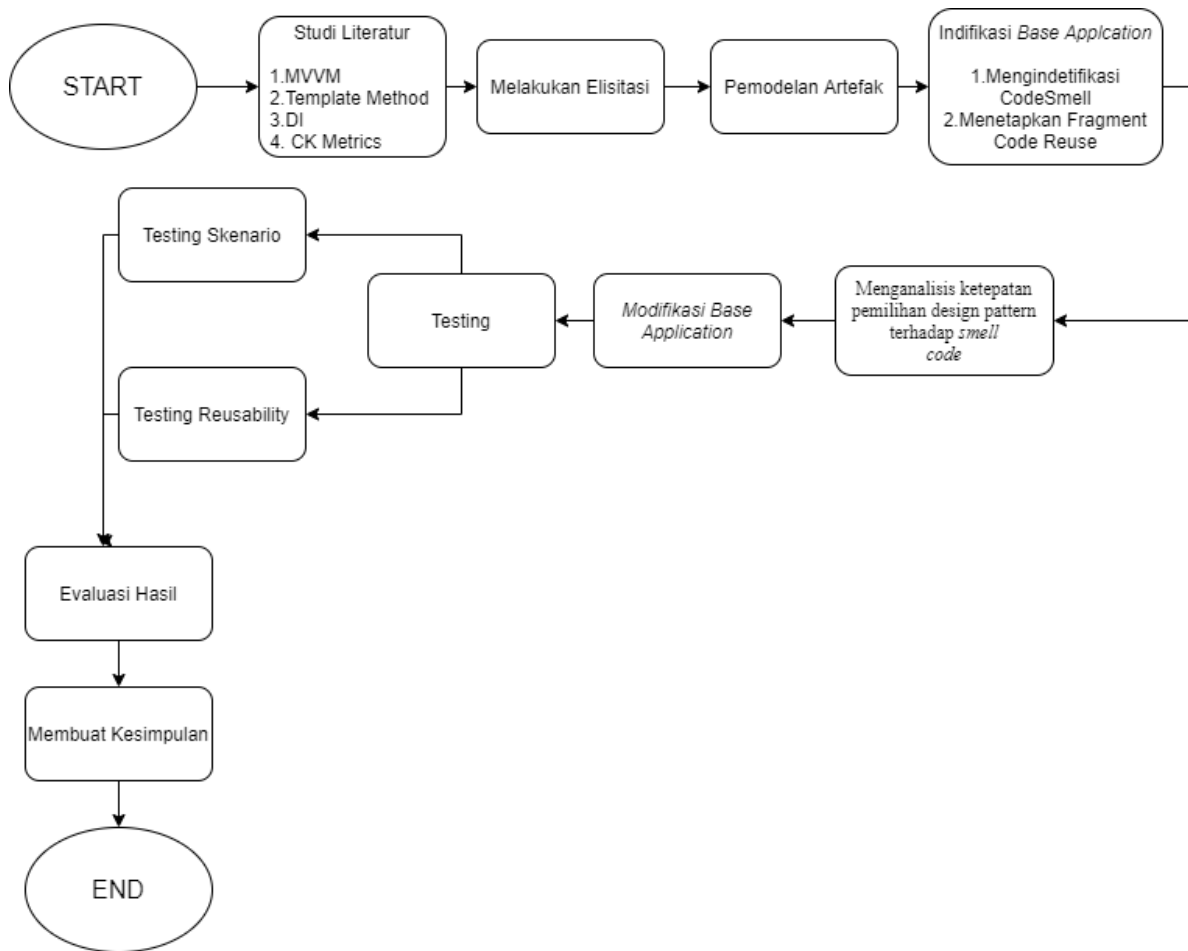 START
Studi Literatur
1.MVVM
2.Template Method
3.DI
4. CK Metrics
Melakukan Elisitasi
Pemodelan Artefak
Indifikasi Base Applcation
1.Mengindetifikasi
CodeSmell
2.Menetapkan Fragment
Code Reuse
Menganalisis ketepatan
pemilihan design pattern
terhadap smell
code
Modifikasi Base
Application
Testing
Testing Skenario
Testing Reusability
Evaluasi Hasil
Membuat Kesimpulan
END